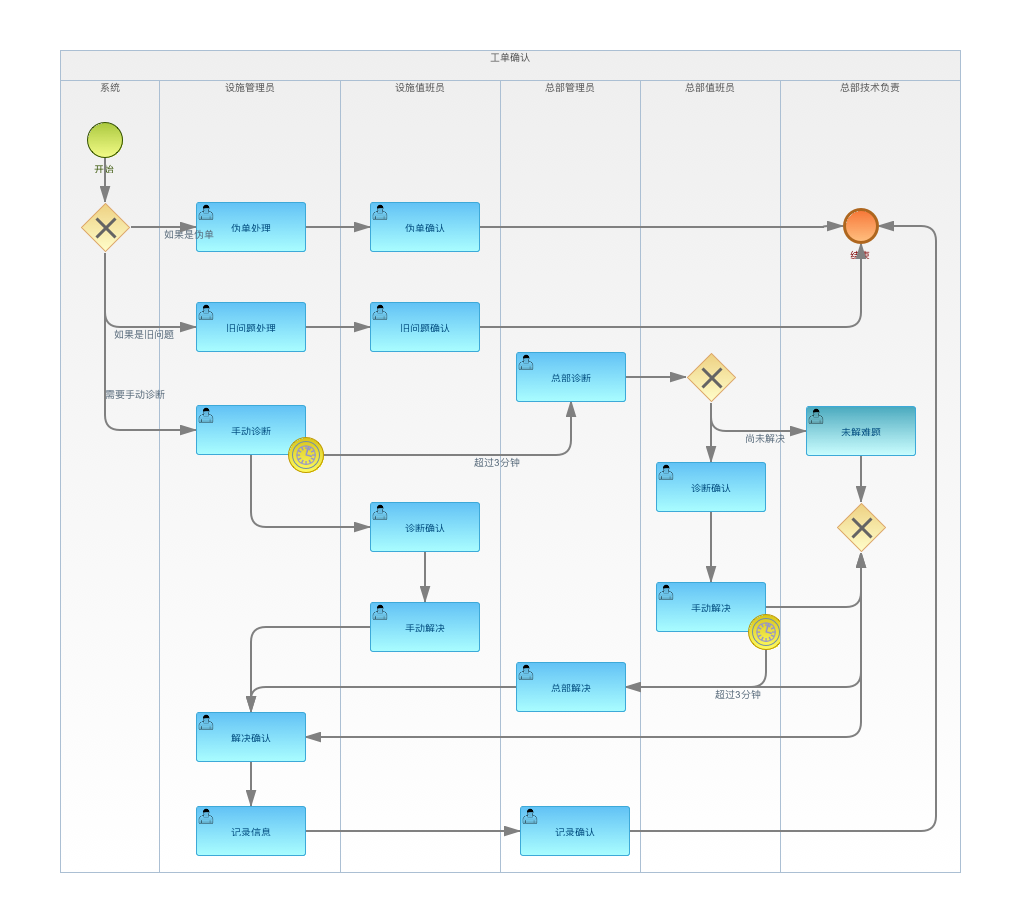 工单确认
系统
设施管理员
设施值班员
总部管理员
总部值班员
总部技术负责
开始
如果是伪单
伪单处理
伪单确认
结束
如果是旧问题
旧问题处理
旧问题确认
总部诊断
需要手动诊断
手动诊断
超过3分钟
尚未解决
未解难题
诊断确认
诊断确认
手动解决
手动解决
总部解决
超过3分钟
解决确认
记录信息
记录确认